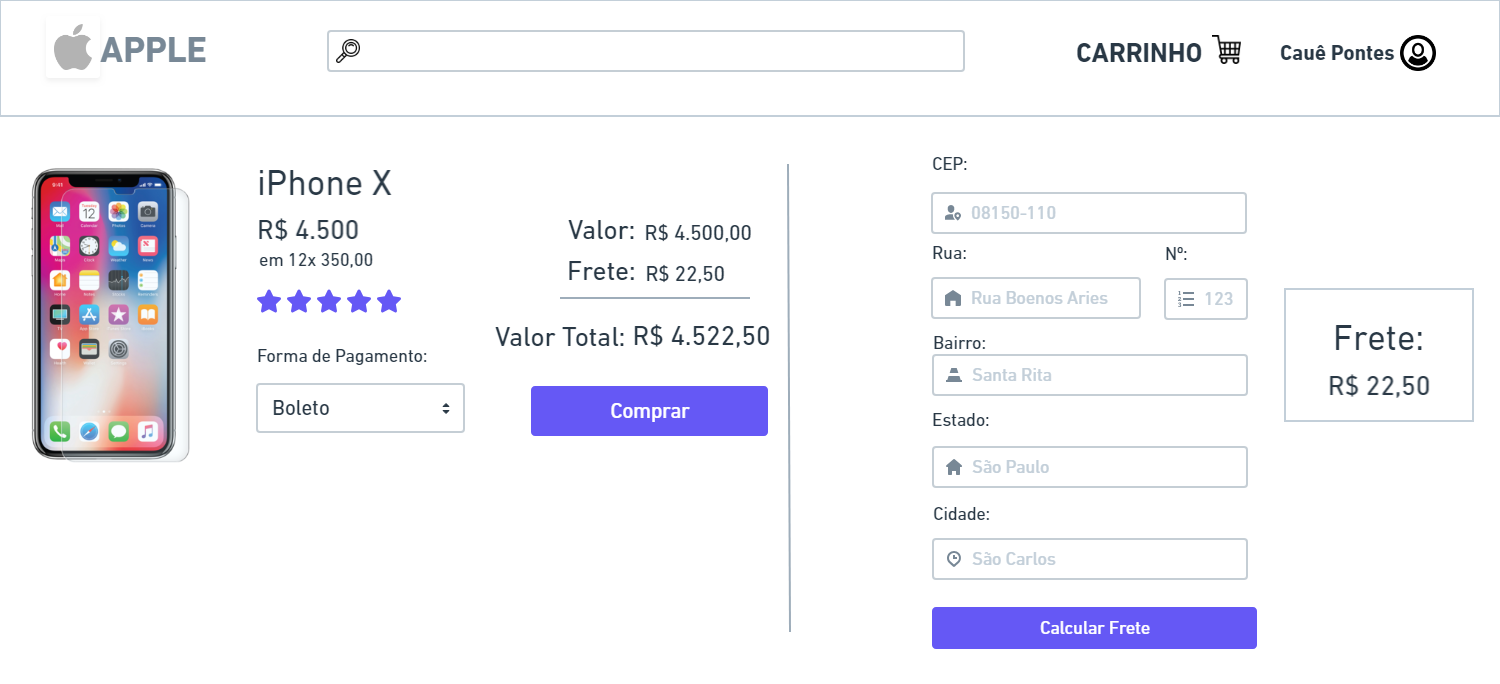 APPLE
CARRINHO
Cauê Pontes
iPhone X
R$ 4.500
em 12x 350,00
Forma de Pagamento:
Boleto
Valor: R$ 4.500,00
Frete: R$ 22,50
Valor Total: R$ 4.522,50
Comprar
CEP:
08150-110
Rua:
Nº:
Rua Boenos Aries
123
Bairro:
Santa Rita
Estado:
São Paulo
Cidade:
São Carlos
Calcular Frete
Frete:
R$ 22,50